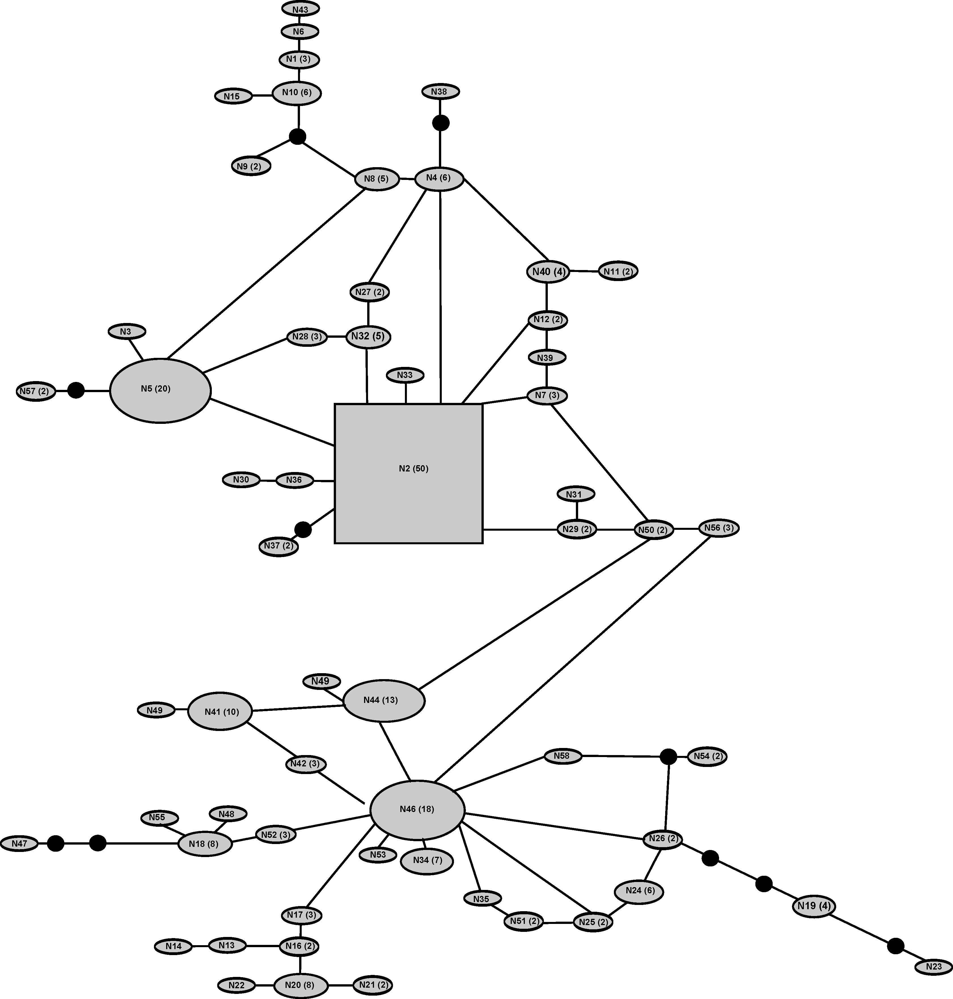 N43
N6
N1 (3)
N10 (6)
N15
N38
N9 (2)
N8 (5)
N4 (6)
N40 (4)
N11 (2)
N27 (2)
N12 (2)
N3
N28 (3)
N32 (5)
N39
N33
N57 (2)
N5 (20)
N7 (3)
N2 (50)
N30
N36
N31
N37 (2)
N29 (2)
N50 (2)
N56 (3)
N49
N44 (13)
N49
N41 (10)
N42 (3)
N58
N54 (2)
N46 (18)
N55
N48
N52 (3)
N47
N18 (8)
N26 (2)
N53
N34 (7)
N35
N24 (6)
N19 (4)
N17 (3)
N51 (2)
N25 (2)
N14
N13
N16 (2)
N23
N22
N20 (8)
N21 (2)